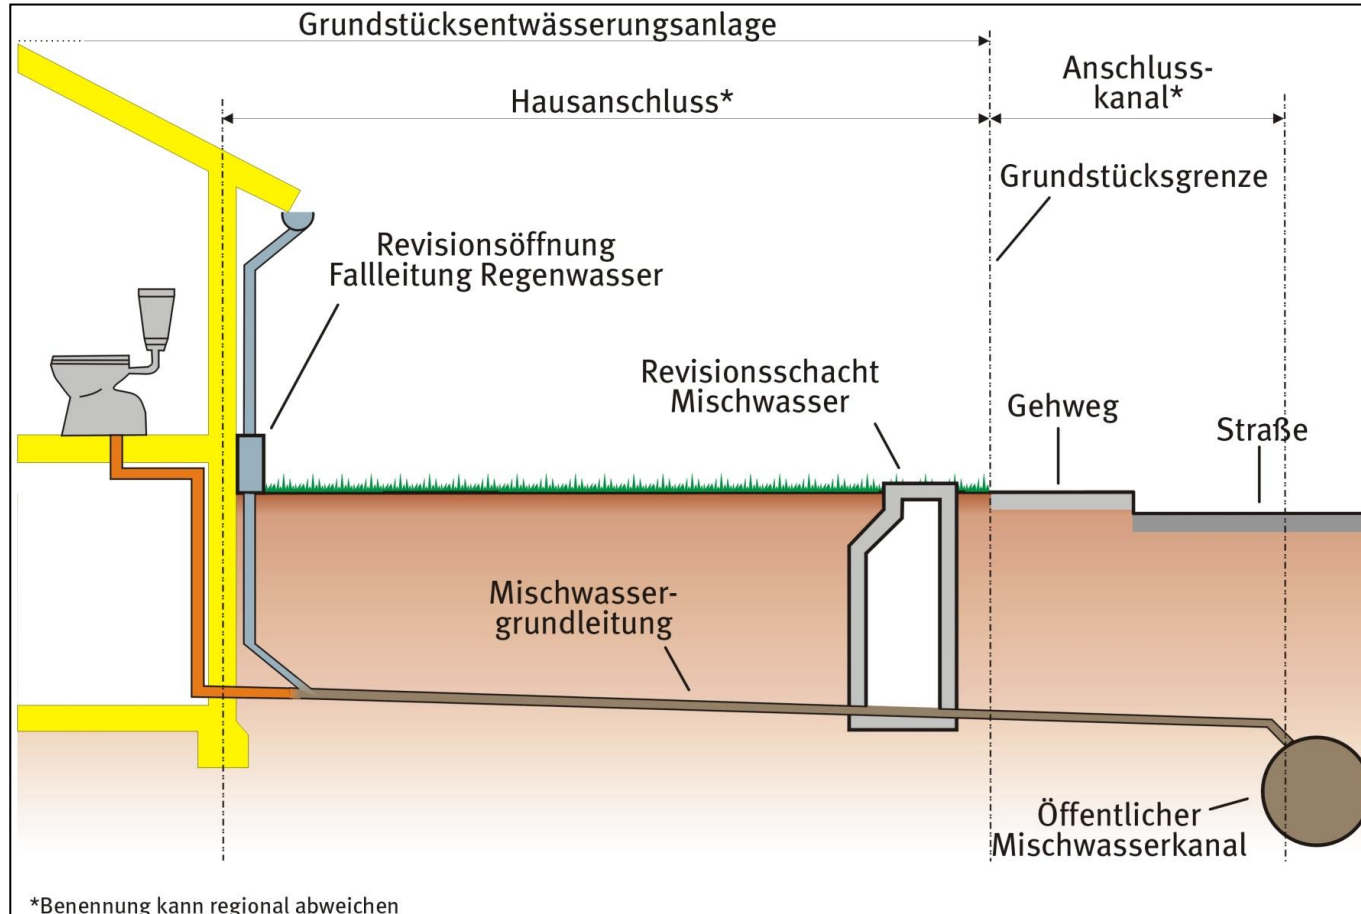 Grundstücksentwässerungsanlage
Anschluss-
kanal*
Hausanschluss*
Grundstücksgrenze
Revisionsöffnung
Fallleitung Regenwasser
Revisionsschacht
Mischwasser
Gehweg
Straße
Mischwasser-
grundleitung
Öffentlicher
Mischwasserkanal
*Benennung kann regional abweichen